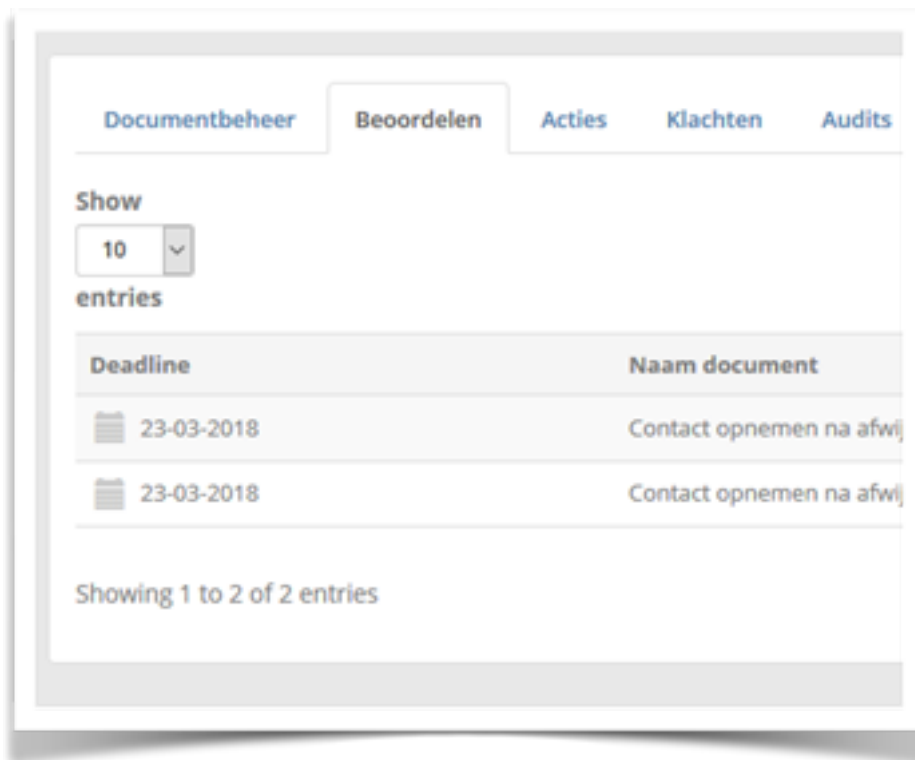 Documentbeheer Beoordelen Acties Klachten Audits
Show
10
entries
Deadline Naam document
23-03-2018 Contact opnemen na
23-03-2018 Contact opnemen na
Showing 1 to 2 of 2 entries